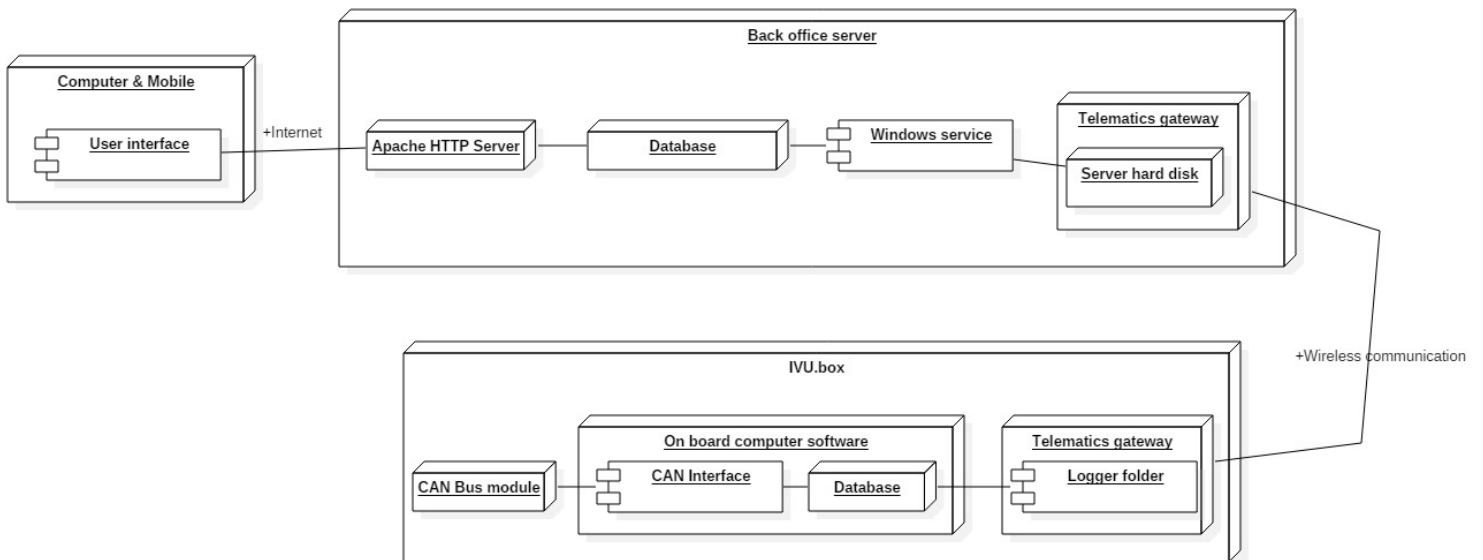 Back office server
Computer & Mobile
User interface
+Internet
Apache HTTP Server
Database
Windows service
Telematics gateway
Server hard disk
+Wireless communication
IVU.box
On board computer software
Telematics gateway
CAN Bus module
CAN Interface
Database
Logger folder